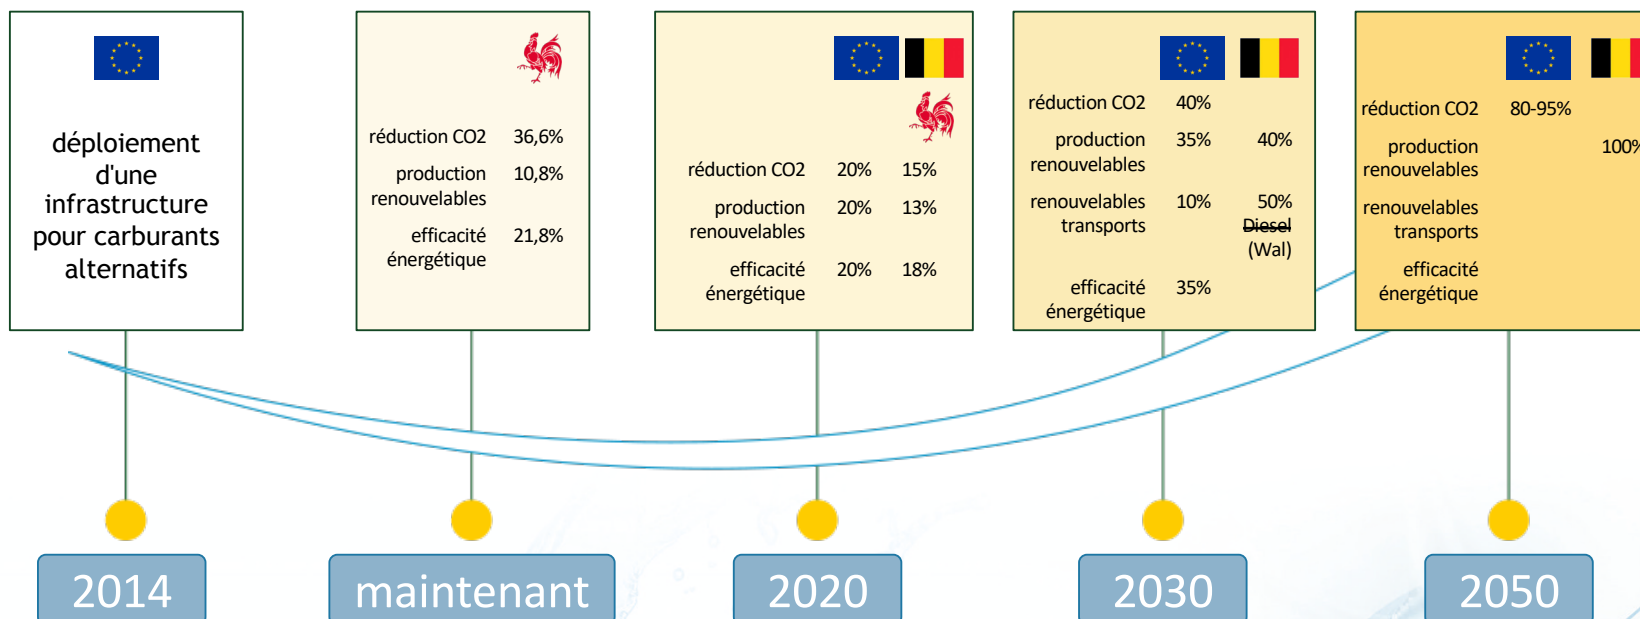 déploiement
d'une
infrastructure
pour carburants
alternatifs
réduction CO2 36,6%
production 10,8%
renouvelables
efficacité 21,8%
énergétique
réduction CO2 20% 15%
production 20% 13%
renouvelables
efficacité 20% 18%
énergétique
réduction CO2 40%
production 35% 40%
renouvelables
renouvelables 10% 50%
transports Diesel
(Wal)
efficacité 35%
énergétique
réduction CO2 80-95%
production 100%
renouvelables
renouvelables
transports
efficacité
énergétique
2014
maintenant
2020
2030
2050